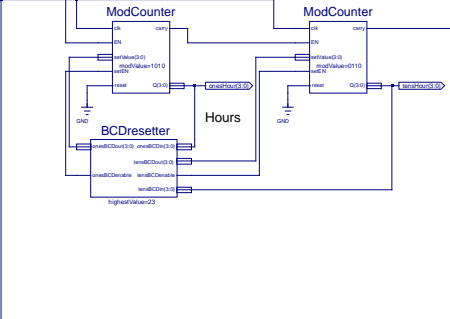 ModCounter
ModCounter
clk
carry
clk
carry
EN
EN
setValue(3:0)
modValue=1010
setEN
setValue(3:0)
modValue=0110
setEN
reset
Q(3:0)
onesHour(3:0)
reset
Q(3:0)
tensHour(3:0)
GND
GND
Hours
BCDresetter
onesBCDout(3:0) onesBCDin(3:0)
tensBCDout(3:0)
onesBCDenable tensBCDenable
tensBCDin(3:0)
highestValue=23